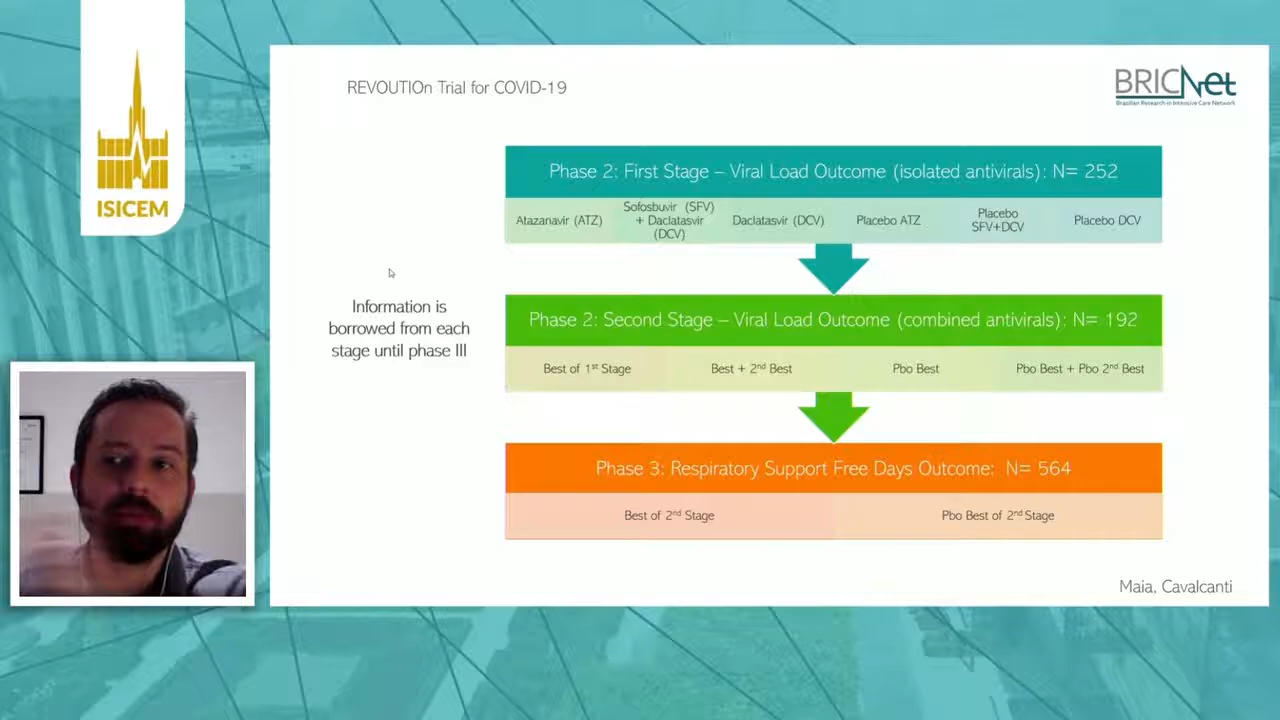 ISICEM
REVOUTIOn Trial for COVID-19
BRICNet
Brazilian Research in Intensive Care Network
Phase 2: First Stage – Viral Load Outcome (isolated antivirals): N= 252
Atazanavir (ATZ)
Sofosbuvir (SFV)
+ Daclatasvir
(DCV)
Daclatasvir (DCV)
Placebo ATZ
Placebo
SFV+DCV
Placebo DCV
Information is
borrowed from each
stage until phase III
Phase 2: Second Stage – Viral Load Outcome (combined antivirals): N= 192
Best of 1st Stage
Best + 2nd Best
Pbo Best
Pbo Best + Pbo 2nd Best
Phase 3: Respiratory Support Free Days Outcome: N= 564
Best of 2nd Stage
Pbo Best of 2nd Stage
Maia, Cavalcanti